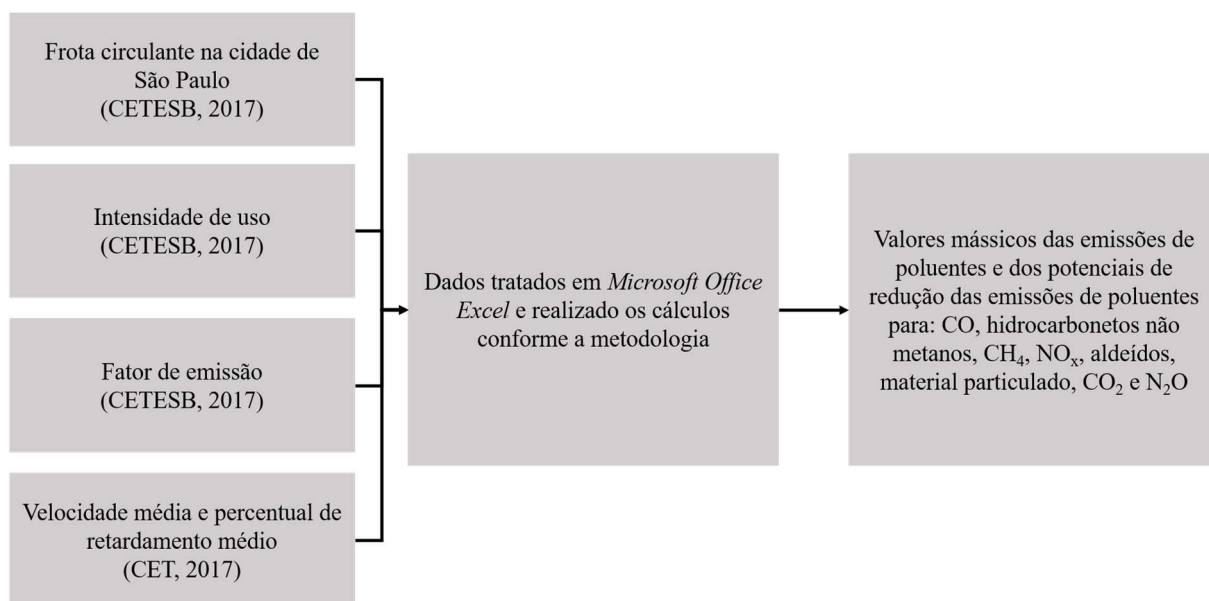 Frota circulante na cidade de
São Paulo
(CETESB, 2017)
Intensidade de uso
(CETESB, 2017)
Fator de emissão
(CETESB, 2017)
Velocidade média e percentual de
retardamento médio
(CET, 2017)
Dados tratados em Microsoft Office
Excel e realizado os cálculos
conforme a metodologia
Valores mássicos das emissões de
poluentes e dos potenciais de
redução das emissões de poluentes
para: CO, hidrocarbonetos não
metanos, CH₄, NOₓ, aldeídos,
material particulado, CO₂ e N₂O